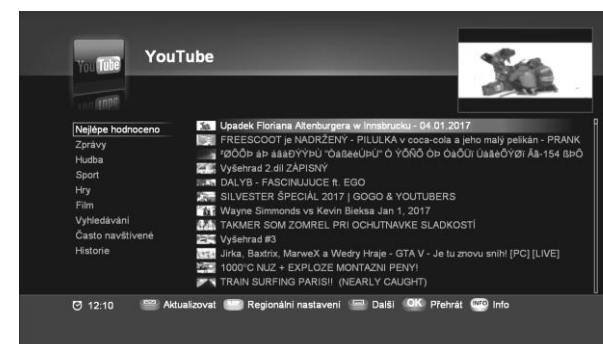 You Tube
YouTube
Nejlépe hodnoceno
Zprávy
Hudba
Sport
Hry
Film
Vyhledávání
Často navštívené
Historie
Upadek Floriana Altenburgera w Innsbrucku - 04.01.2017
FREESCOOT je NADRŽENÝ - PILULKA v coca-cola a jeho malý pelikán - PRANK
Vyšehrad 2.díl ZÁPISNÝ
DALYB - FASCINUJUCE ft. EGO
SILVESTER ŠPECIÁL 2017 | GOGO & YOUTUBERS
Wayne Simmonds vs Kevin Bieksa Jan 1, 2017
TAKMER SOM ZOMREL PRI OCHUTNAVKE SLADKOSTÍ
Vyšehrad #3
Jirka, Baxtrix, MarweX a Wedry Hraje - GTA V - Je tu znovu sníh! [PC] [LIVE]
1000°C NUZ + EXPLOZE MONTAZNI PENY!
TRAIN SURFING PARIS!! (NEARLY CAUGHT)
12:10 Aktualizovat Regionální nastavení Další OK Přehrát INFO Info